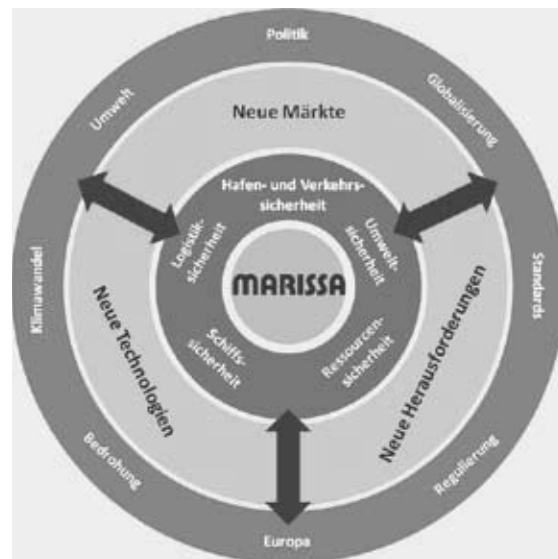 Politik
Umwelt
Globalisierung
Neue Märkte
Hafen- und Verkehrs-
sicherheit
Logistik-
sicherheit
Umwelt-
sicherheit
MARISSA
Klimawandel
Standards
Neue Technologien
Neue Herausforderungen
Schiffs-
sicherheit
Ressourcen-
sicherheit
Bedrohung
Regulierung
Europa